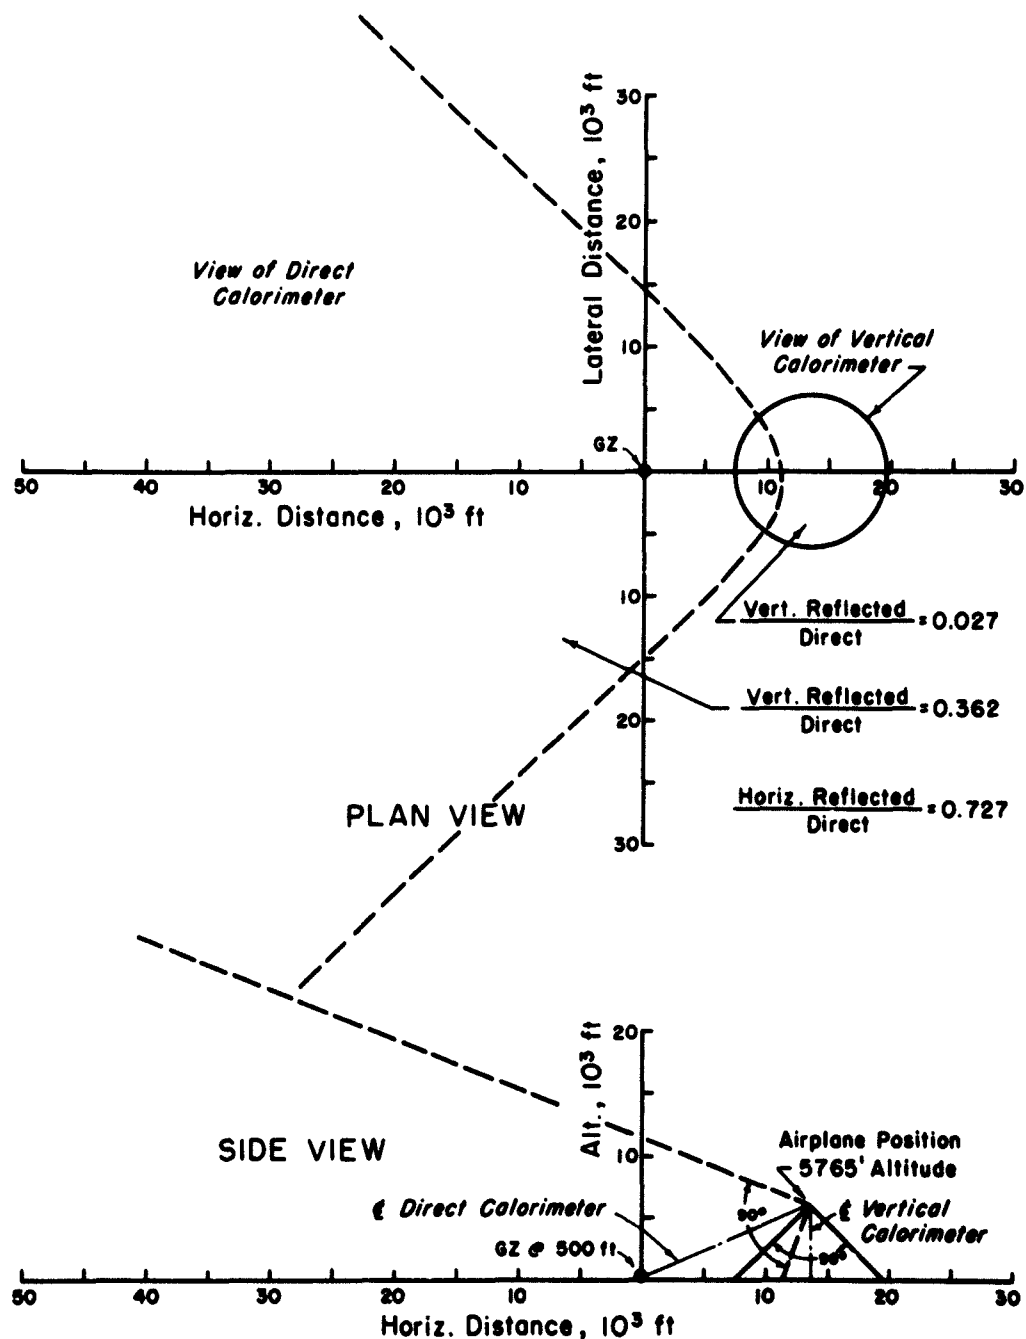 30
Lateral Distance, 10³ ft
20
10
View of Direct
Calorimeter
View of Vertical
Calorimeter
GZ
50 40 30 20 10 10 20 30
Horiz. Distance, 10³ ft
10
Vert. Reflected / Direct = 0.027
Vert. Reflected / Direct = 0.362
20
Horiz. Reflected / Direct = 0.727
PLAN VIEW
30
20
Alt., 10³ ft
10
SIDE VIEW
Airplane Position
5765' Altitude
℄ Direct Calorimeter
90°
℄ Vertical
Calorimeter
90°
GZ @ 500 ft
50 40 30 20 10 10 20 30
Horiz. Distance, 10³ ft